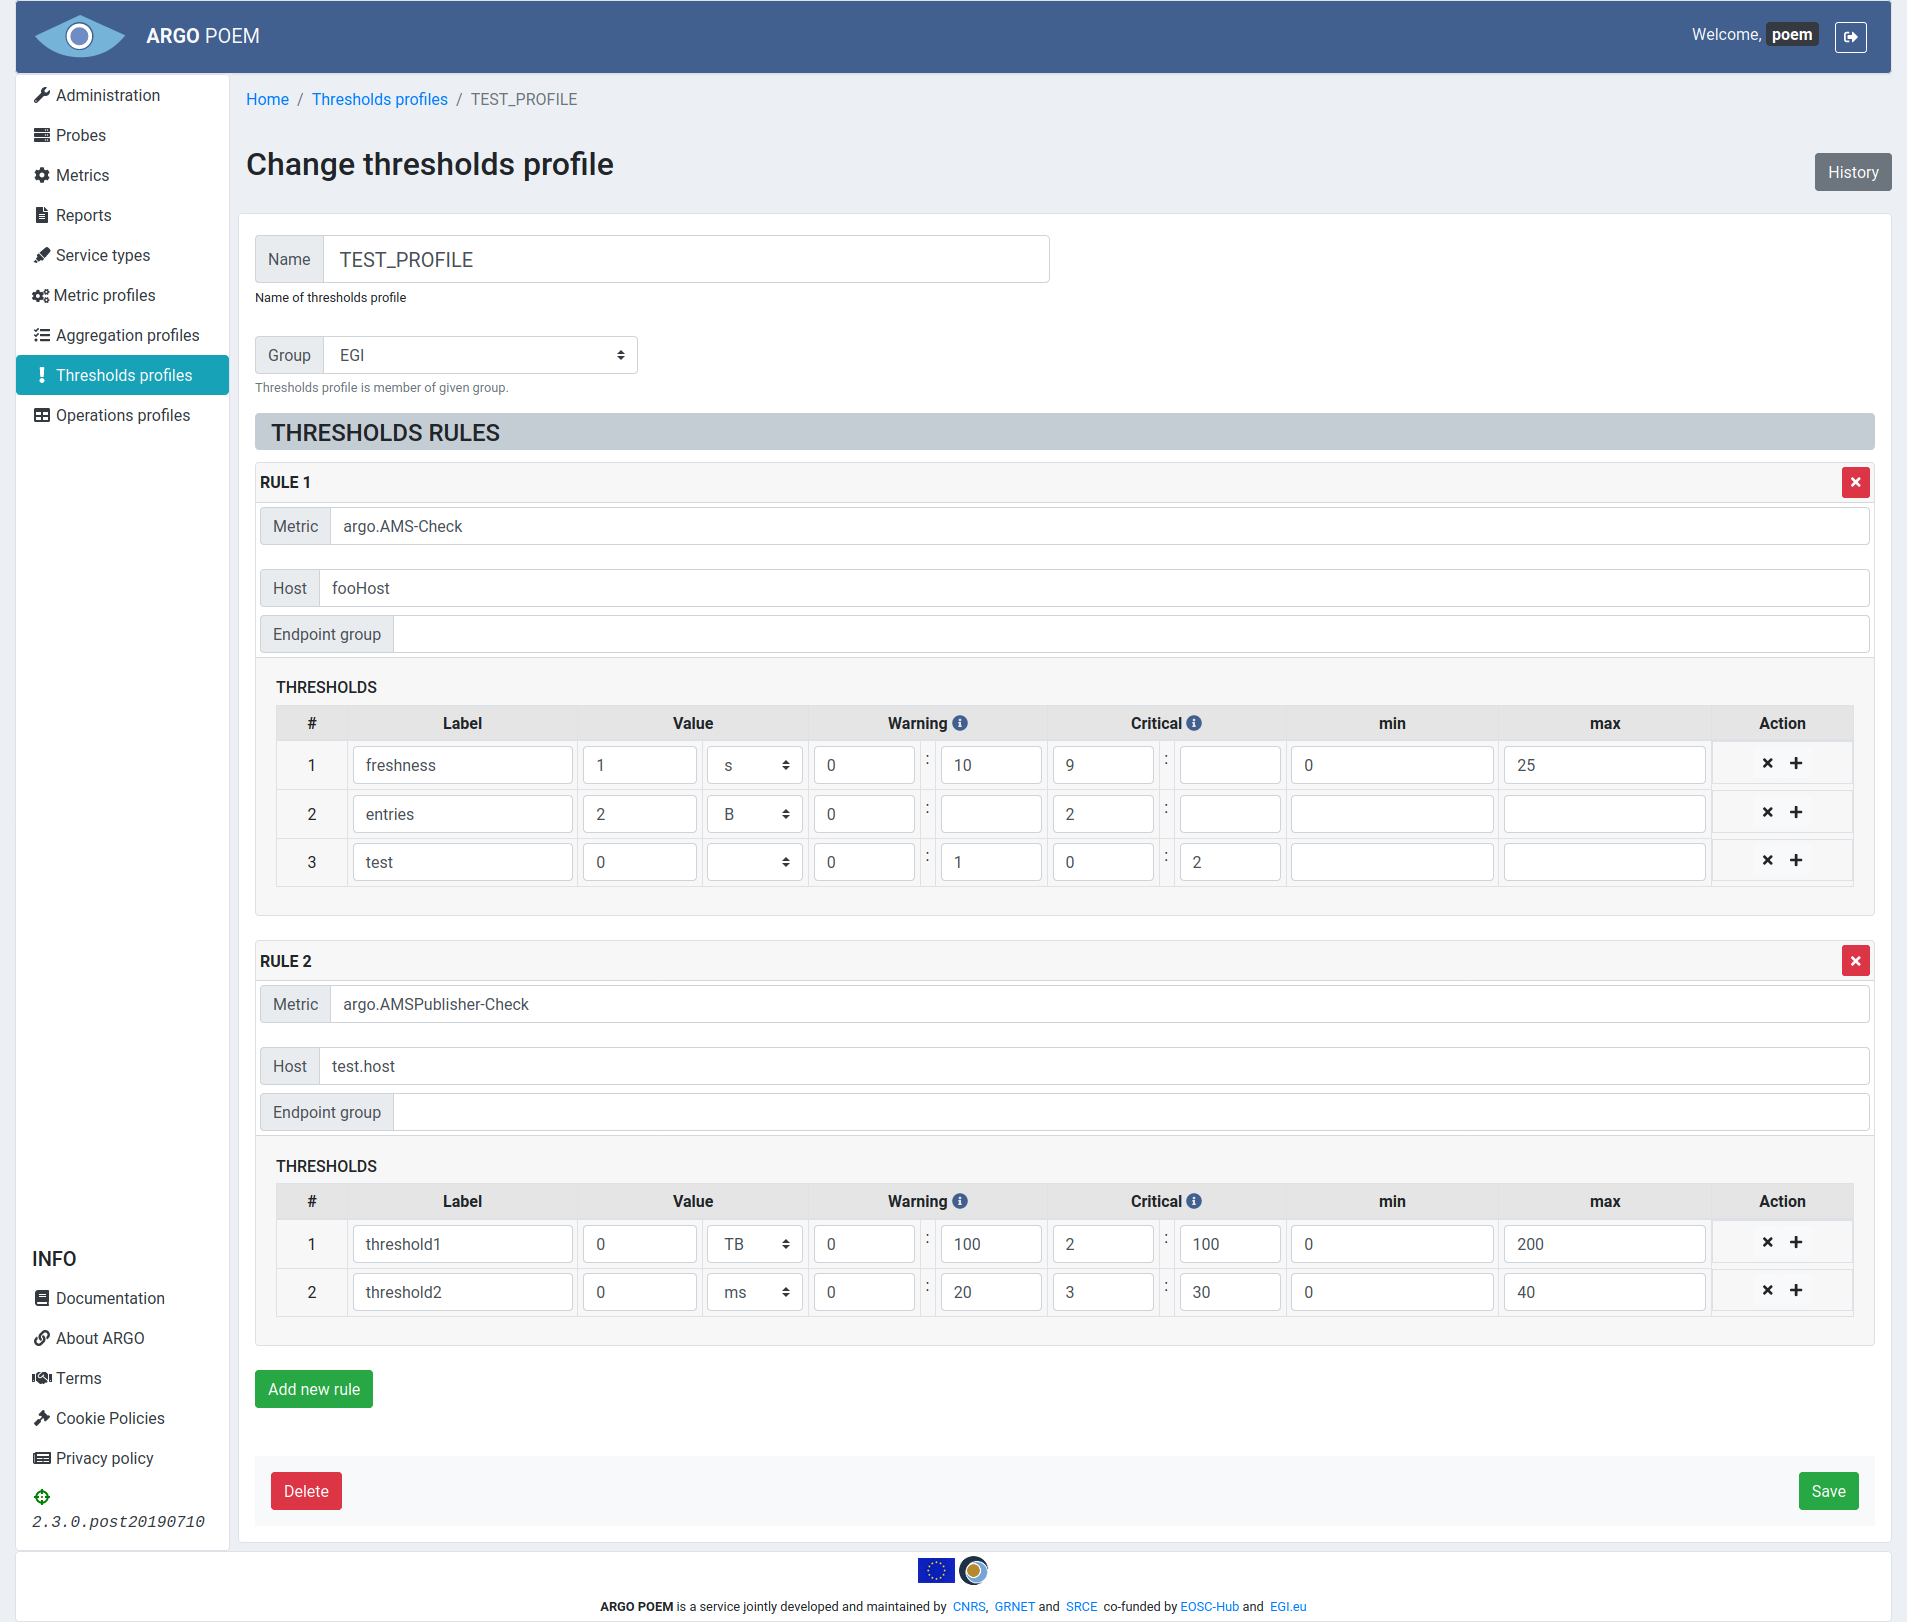 ARGO POEM
Welcome, poem
Administration
Probes
Metrics
Reports
Service types
Metric profiles
Aggregation profiles
Thresholds profiles
Operations profiles
INFO
Documentation
About ARGO
Terms
Cookie Policies
Privacy policy
2.3.0.post20190710
Home / Thresholds profiles / TEST_PROFILE
Change thresholds profile
History
Name TEST_PROFILE
Name of thresholds profile
Group EGI
Thresholds profile is member of given group.
THRESHOLDS RULES
RULE 1
Metric argo.AMS-Check
Host fooHost
Endpoint group
THRESHOLDS
# Label Value Warning Critical min max Action
1 freshness 1 s 0 : 10 9 : 0 25
2 entries 2 B 0 : 2 :
3 test 0 0 : 1 0 : 2
RULE 2
Metric argo.AMSPublisher-Check
Host test.host
Endpoint group
THRESHOLDS
# Label Value Warning Critical min max Action
1 threshold1 0 TB 0 : 100 2 : 100 0 200
2 threshold2 0 ms 0 : 20 3 : 30 0 40
Add new rule
Delete
Save
ARGO POEM is a service jointly developed and maintained by CNRS, GRNET and SRCE co-funded by EOSC-Hub and EGI.eu